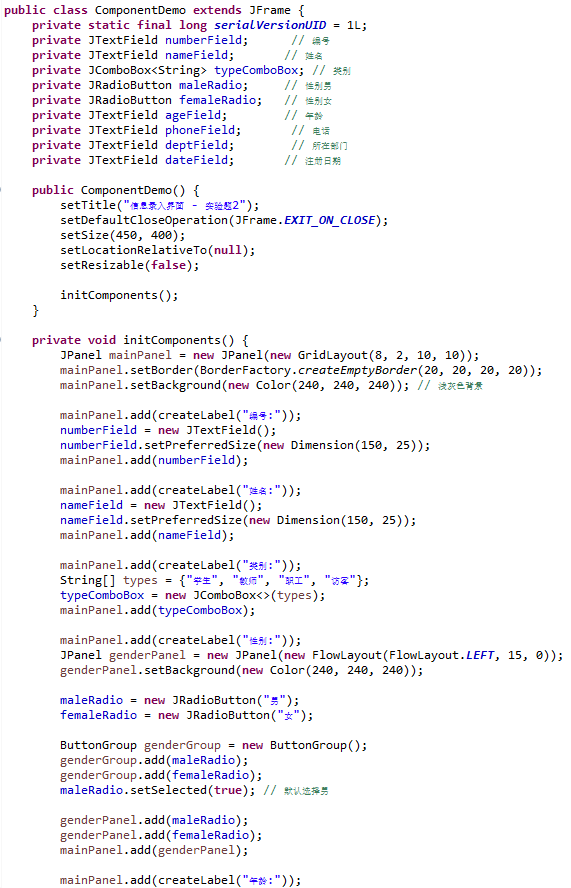 public class ComponentDemo extends JFrame {
    private static final long serialVersionUID = 1L;
    private JTextField numberField;      // 编号
    private JTextField nameField;       // 姓名
    private JComboBox<String> typeComboBox; // 类别
    private JRadioButton maleRadio;     // 性别男
    private JRadioButton femaleRadio;   // 性别女
    private JTextField ageField;        // 年龄
    private JTextField phoneField;       // 电话
    private JTextField deptField;        // 所在部门
    private JTextField dateField;       // 注册日期

    public ComponentDemo() {
        setTitle("信息录入界面 - 实验题2");
        setDefaultCloseOperation(JFrame.EXIT_ON_CLOSE);
        setSize(450, 400);
        setLocationRelativeTo(null);
        setResizable(false);

        initComponents();
    }

    private void initComponents() {
        JPanel mainPanel = new JPanel(new GridLayout(8, 2, 10, 10));
        mainPanel.setBorder(BorderFactory.createEmptyBorder(20, 20, 20, 20));
        mainPanel.setBackground(new Color(240, 240, 240)); // 浅灰色背景

        mainPanel.add(createLabel("编号:"));
        numberField = new JTextField();
        numberField.setPreferredSize(new Dimension(150, 25));
        mainPanel.add(numberField);

        mainPanel.add(createLabel("姓名:"));
        nameField = new JTextField();
        nameField.setPreferredSize(new Dimension(150, 25));
        mainPanel.add(nameField);

        mainPanel.add(createLabel("类别:"));
        String[] types = {"学生", "教师", "职工", "访客"};
        typeComboBox = new JComboBox<>(types);
        mainPanel.add(typeComboBox);

        mainPanel.add(createLabel("性别:"));
        JPanel genderPanel = new JPanel(new FlowLayout(FlowLayout.LEFT, 15, 0));
        genderPanel.setBackground(new Color(240, 240, 240));

        maleRadio = new JRadioButton("男");
        femaleRadio = new JRadioButton("女");

        ButtonGroup genderGroup = new ButtonGroup();
        genderGroup.add(maleRadio);
        genderGroup.add(femaleRadio);
        maleRadio.setSelected(true); // 默认选择男

        genderPanel.add(maleRadio);
        genderPanel.add(femaleRadio);
        mainPanel.add(genderPanel);

        mainPanel.add(createLabel("年龄:"));